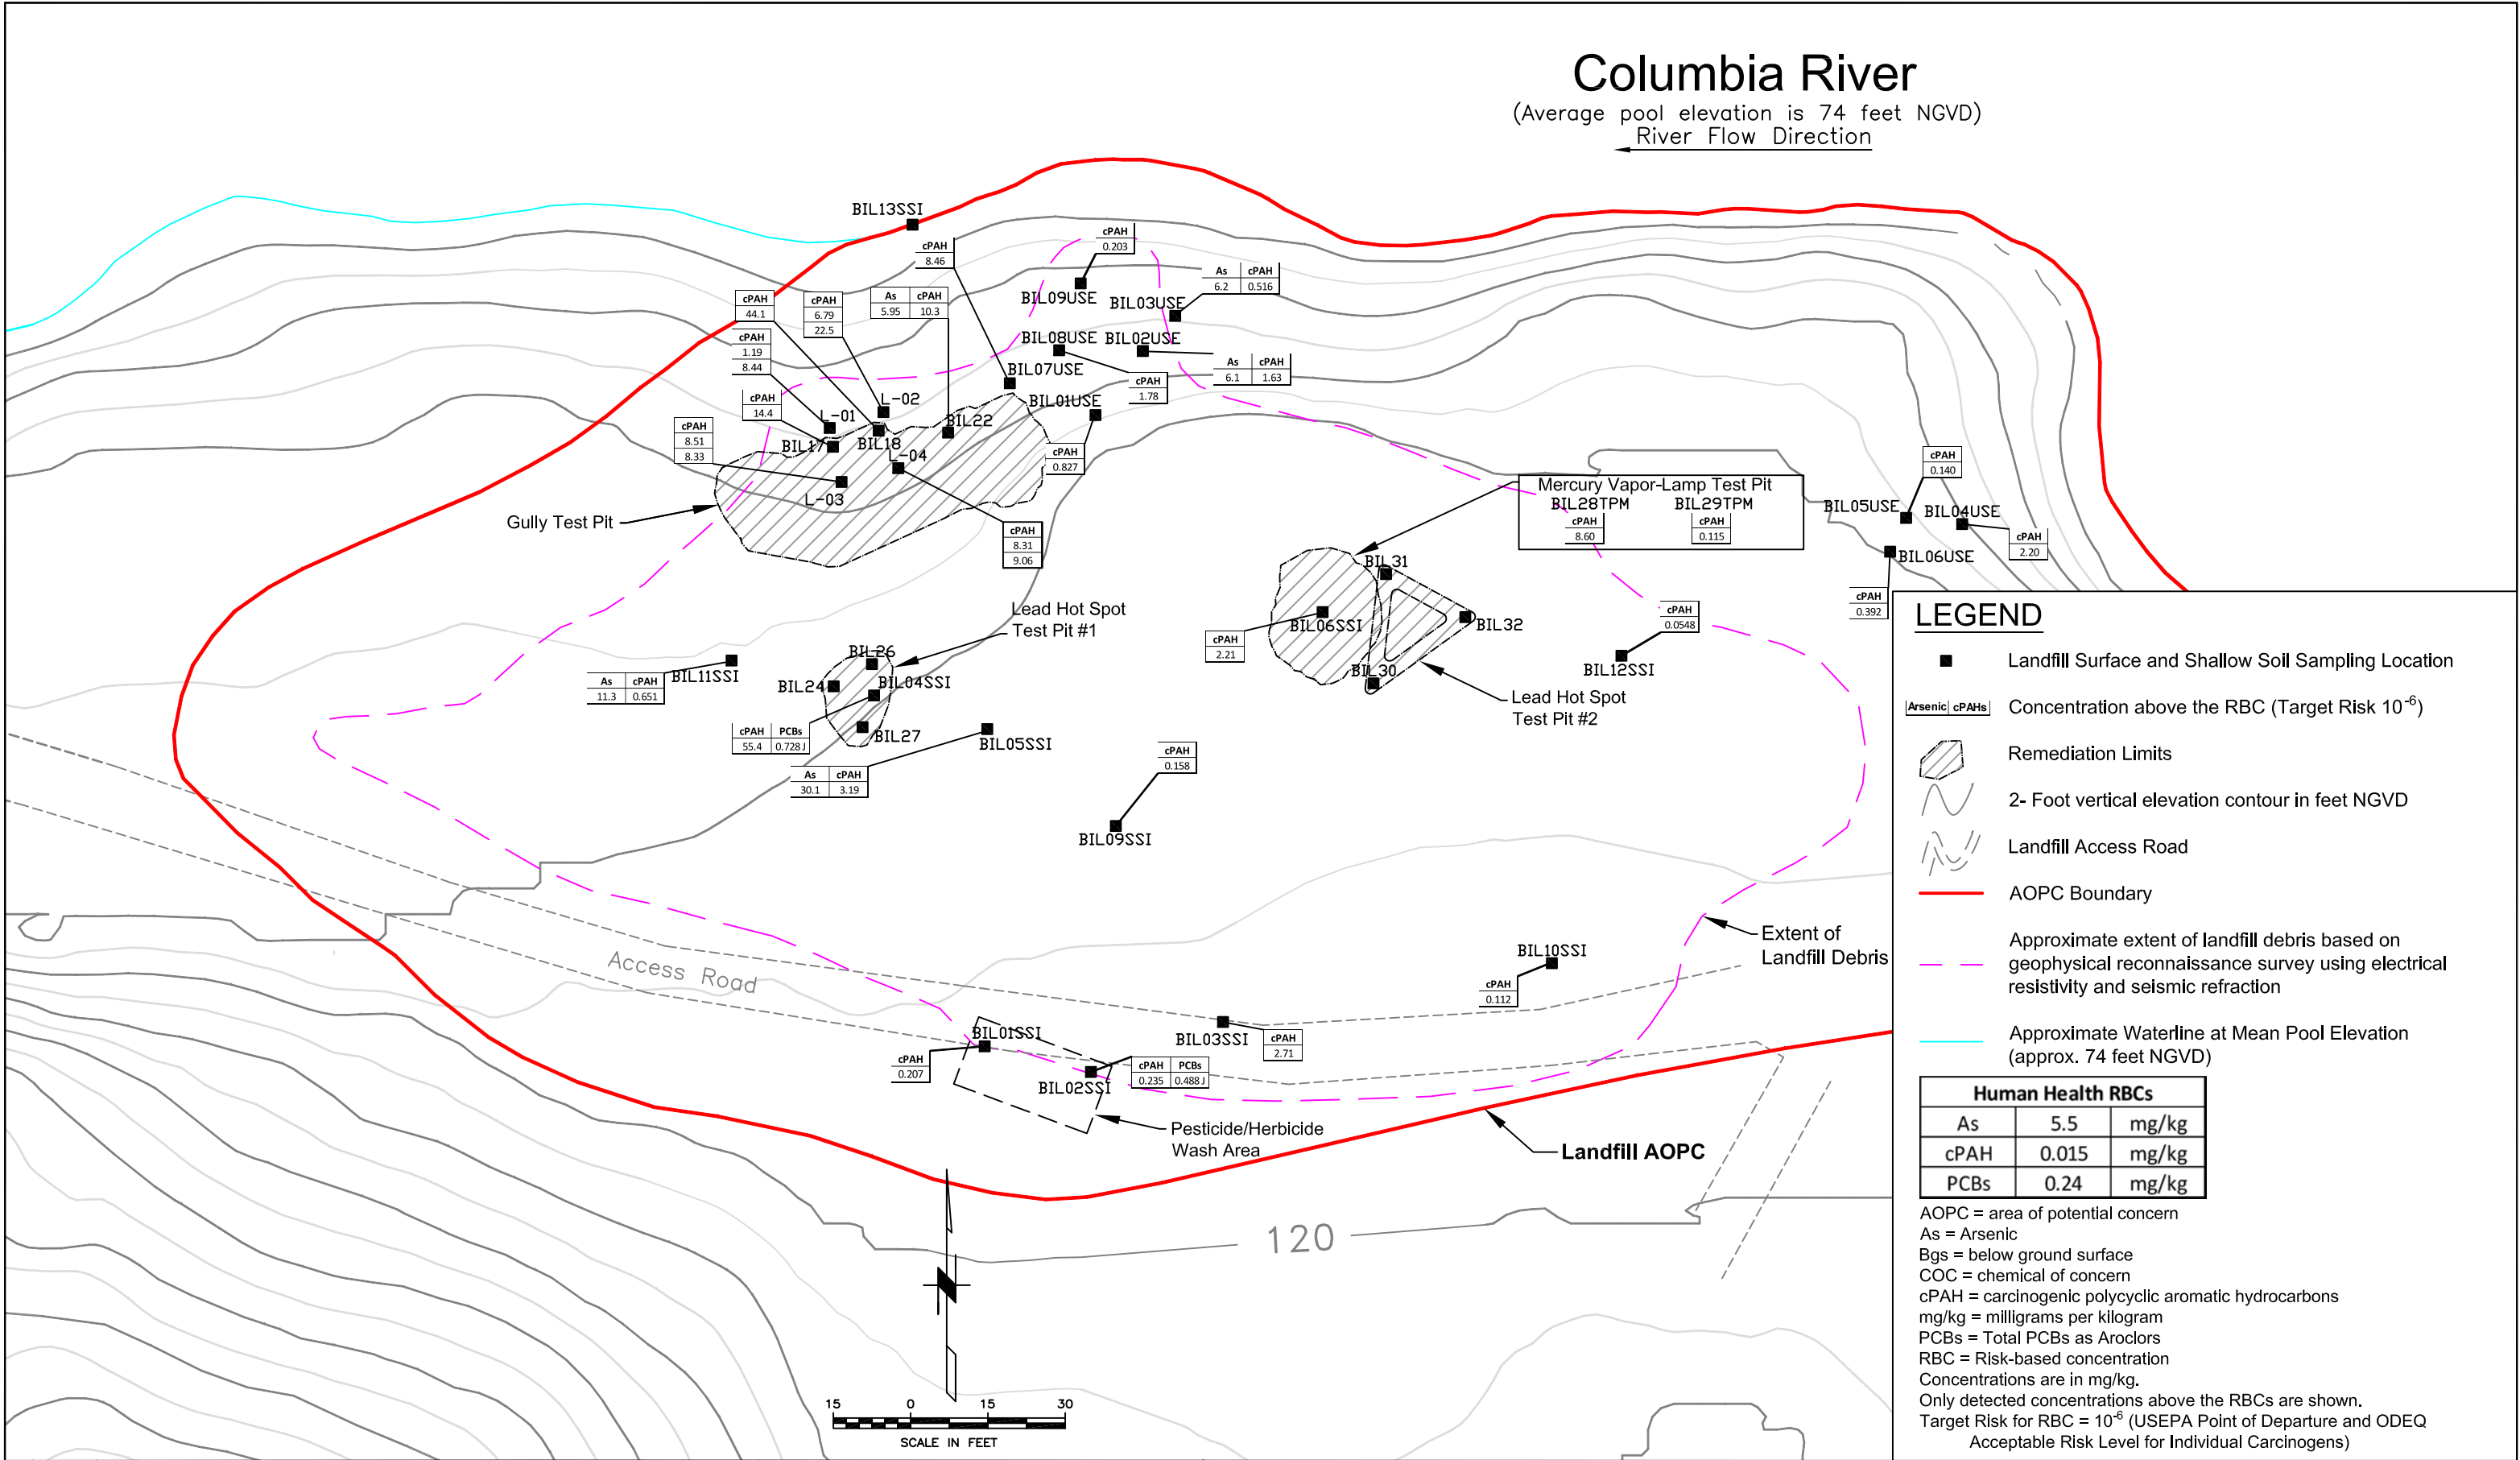 Columbia River
(Average pool elevation is 74 feet NGVD)
River Flow Direction
BIL13SSI
cPAH
8.46
cPAH
0.203
BIL09USE
As cPAH
6.2 0.516
BIL03USE
cPAH
44.1
cPAH
6.79
22.5
As cPAH
5.95 10.3
cPAH
1.19
8.44
BIL08USE
BIL02USE
As cPAH
6.1 1.63
BIL07USE
cPAH
1.78
cPAH
14.4
L-01
L-02
BIL22
BIL01USE
cPAH
8.51
8.33
BIL17
BIL18
L-04
cPAH
0.827
L-03
Gully Test Pit
cPAH
8.31
9.06
Mercury Vapor-Lamp Test Pit
BIL28TPM BIL29TPM
cPAH
8.60
cPAH
0.115
cPAH
0.140
BIL05USE
BIL04USE
cPAH
2.20
BIL06USE
cPAH
0.392
BIL31
BIL06SSI
BIL32
cPAH
2.21
BIL30
cPAH
0.0548
BIL12SSI
Lead Hot Spot
Test Pit #2
Lead Hot Spot
Test Pit #1
BIL26
BIL11SSI
As cPAH
11.3 0.651
BIL24
BIL04SSI
cPAH PCBs
55.4 0.728 J
BIL27
BIL05SSI
As cPAH
30.1 3.19
cPAH
0.158
BIL09SSI
Access Road
Extent of
Landfill Debris
BIL10SSI
cPAH
0.112
BIL01SSI
cPAH
0.207
BIL03SSI
cPAH
2.71
BIL02SSI
cPAH PCBs
0.235 0.488 J
Pesticide/Herbicide
Wash Area
Landfill AOPC
120
15 0 15 30
SCALE IN FEET
LEGEND
Landfill Surface and Shallow Soil Sampling Location
Arsenic cPAHs Concentration above the RBC (Target Risk 10-6)
Remediation Limits
2- Foot vertical elevation contour in feet NGVD
Landfill Access Road
AOPC Boundary
Approximate extent of landfill debris based on
geophysical reconnaissance survey using electrical
resistivity and seismic refraction
Approximate Waterline at Mean Pool Elevation
(approx. 74 feet NGVD)
Human Health RBCs
As 5.5 mg/kg
cPAH 0.015 mg/kg
PCBs 0.24 mg/kg
AOPC = area of potential concern
As = Arsenic
Bgs = below ground surface
COC = chemical of concern
cPAH = carcinogenic polycyclic aromatic hydrocarbons
mg/kg = milligrams per kilogram
PCBs = Total PCBs as Aroclors
RBC = Risk-based concentration
Concentrations are in mg/kg.
Only detected concentrations above the RBCs are shown.
Target Risk for RBC = 10-6 (USEPA Point of Departure and ODEQ
Acceptable Risk Level for Individual Carcinogens)